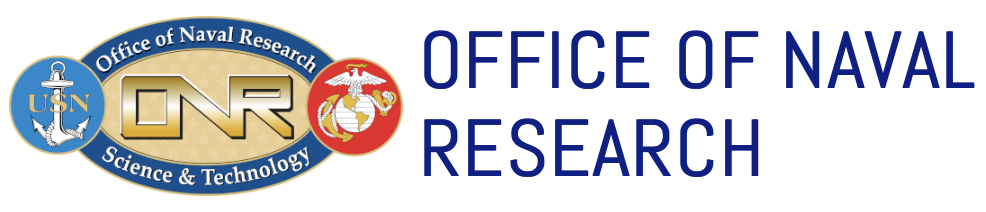 Office of Naval Research
USN
ONR
Science & Technology
OFFICE OF NAVAL
RESEARCH